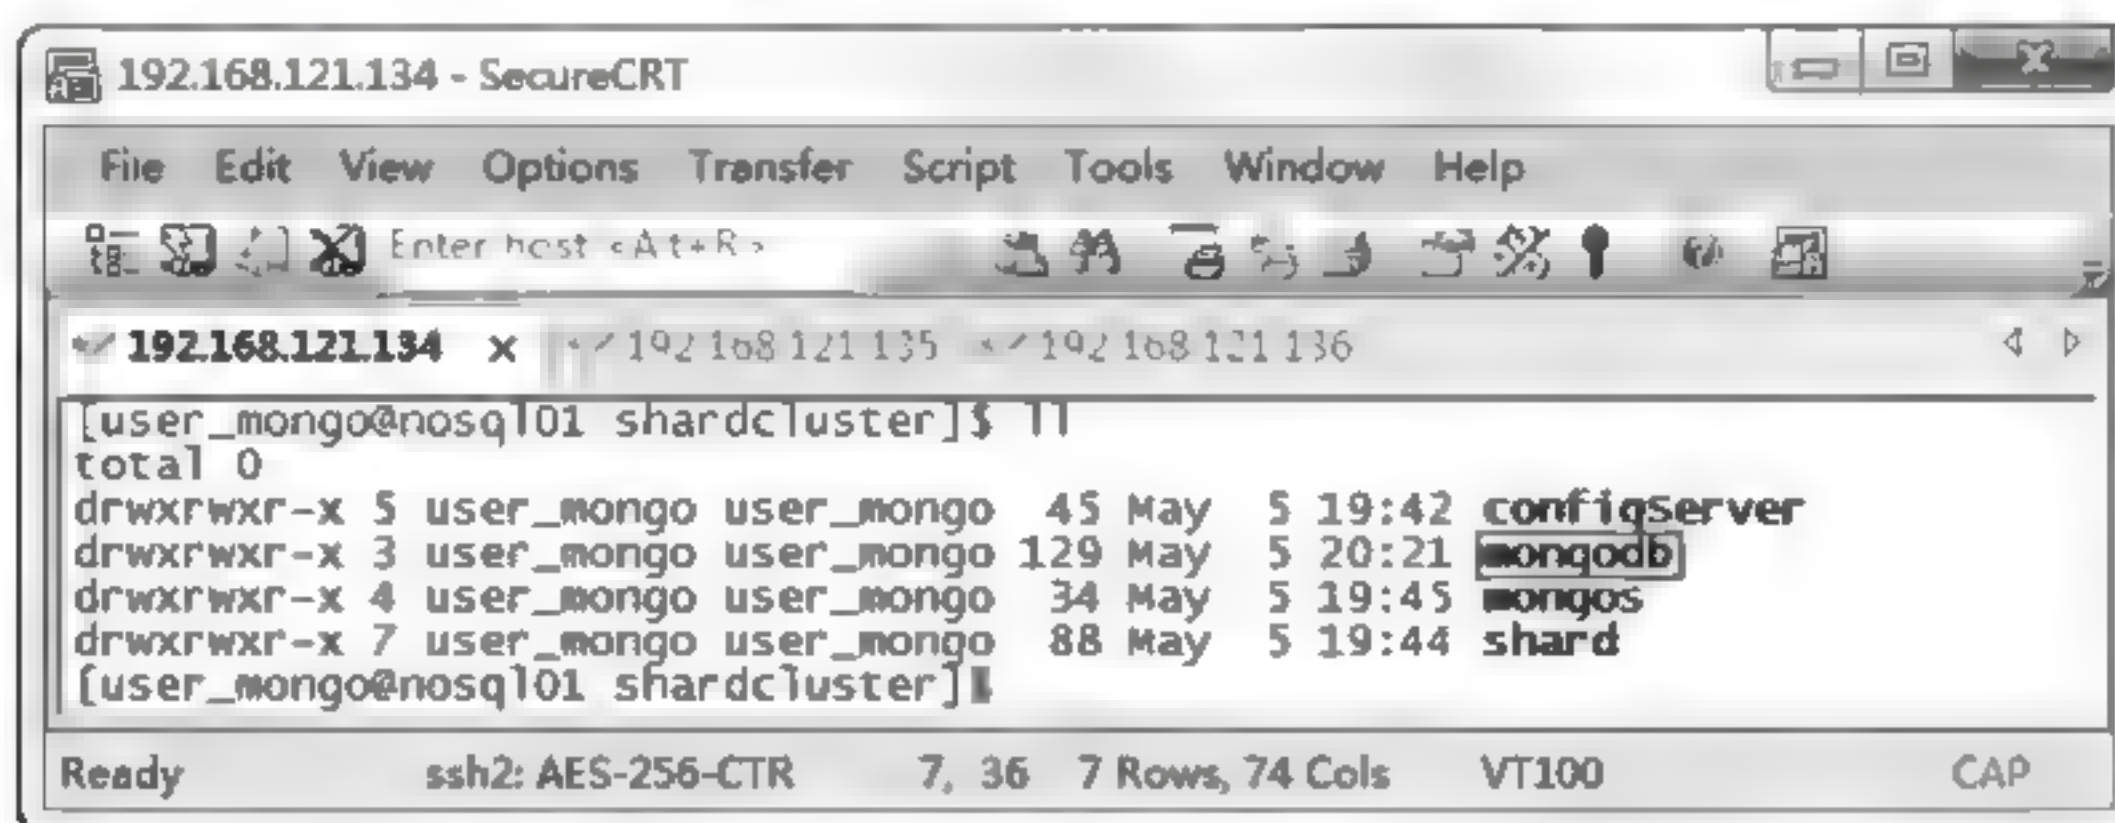 192.168.121.134 - SecureCRT
File Edit View Options Transfer Script Tools Window Help
Enter host <Alt+R>
192.168.121.134 x 192.168.121.135 192.168.121.136
[user_mongo@nosql01 shardcluster]$ ll
total 0
drwxrwxr-x 5 user_mongo user_mongo 45 May 5 19:42 configserver
drwxrwxr-x 3 user_mongo user_mongo 129 May 5 20:21 mongodb
drwxrwxr-x 4 user_mongo user_mongo 34 May 5 19:45 mongos
drwxrwxr-x 7 user_mongo user_mongo 88 May 5 19:44 shard
[user_mongo@nosql01 shardcluster]$
Ready ssh2: AES-256-CTR 7, 36 7 Rows, 74 Cols VT100 CAP